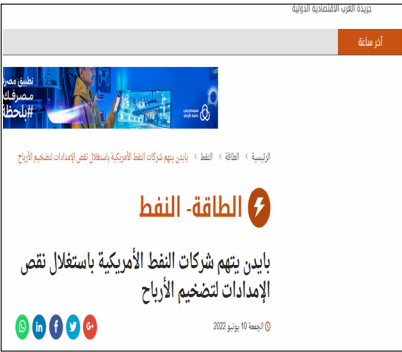 جريدة العرب الاقتصادية الدولية
آخر ساعة
تطبيق مصر
مصرفك
#بلحظة
الرئيسية > الطاقة > النفط > بايدن يتهم شركات النفط الأمريكية باستغلال نقص الإمدادات لتضخيم الأرباح
الطاقة- النفط
بايدن يتهم شركات النفط الأمريكية باستغلال نقص
الإمدادات لتضخيم الأرباح
الجمعة 10 يونيو 2022